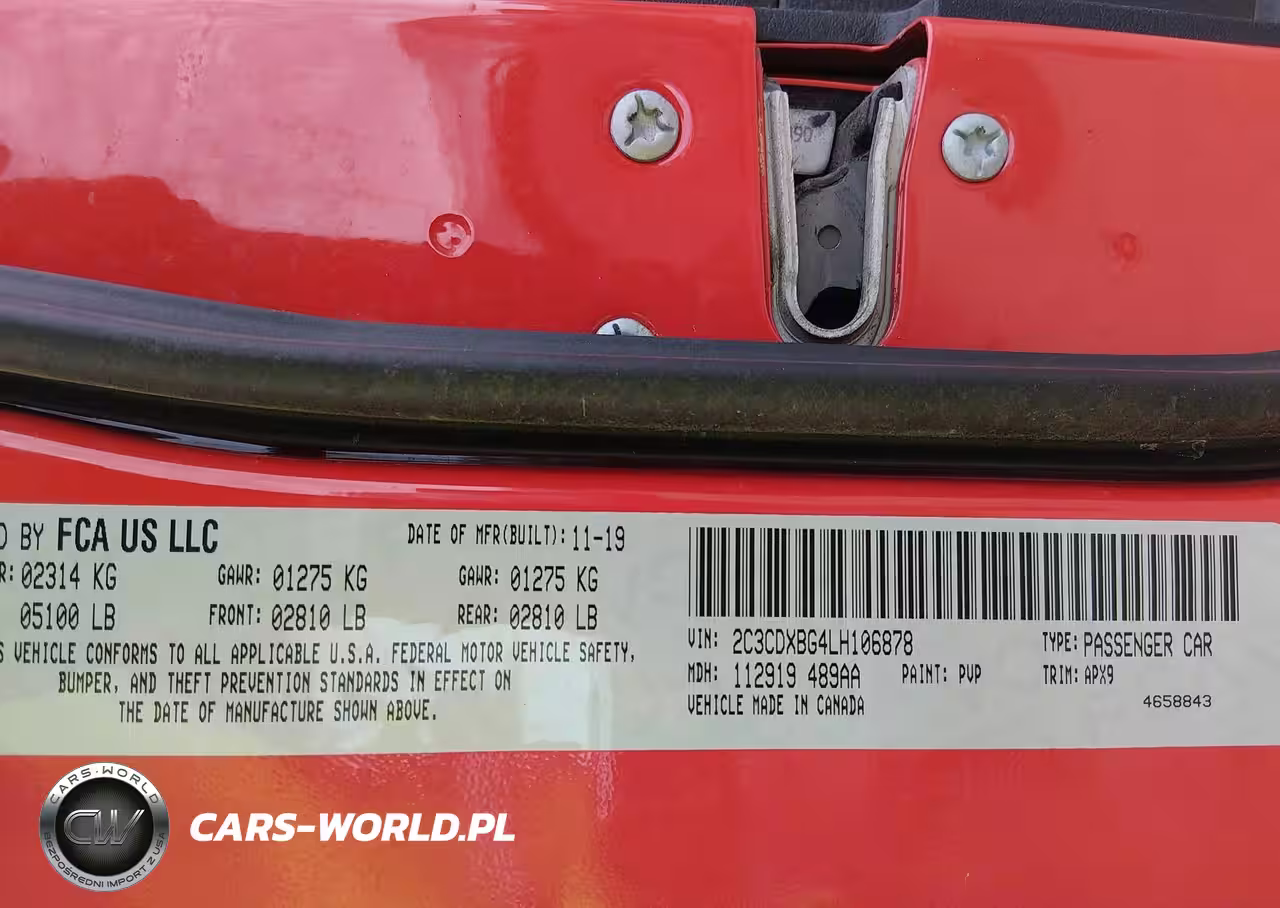 D BY FCA US LLC DATE OF MFR(BUILT): 11-19
R: 02314 KG GAWR: 01275 KG GAWR: 01275 KG
05100 LB FRONT: 02810 LB REAR: 02810 LB
S VEHICLE CONFORMS TO ALL APPLICABLE U.S.A. FEDERAL MOTOR VEHICLE SAFETY,
BUMPER, AND THEFT PREVENTION STANDARDS IN EFFECT ON
THE DATE OF MANUFACTURE SHOWN ABOVE.
VIN: 2C3CDXBG4LH106878 TYPE: PASSENGER CAR
MDH: 112919 489AA PAINT: PVP TRIM: APX9
VEHICLE MADE IN CANADA 4658843
CARS-WORLD
CW
BEZPOŚREDNI IMPORT Z USA
CARS-WORLD.PL